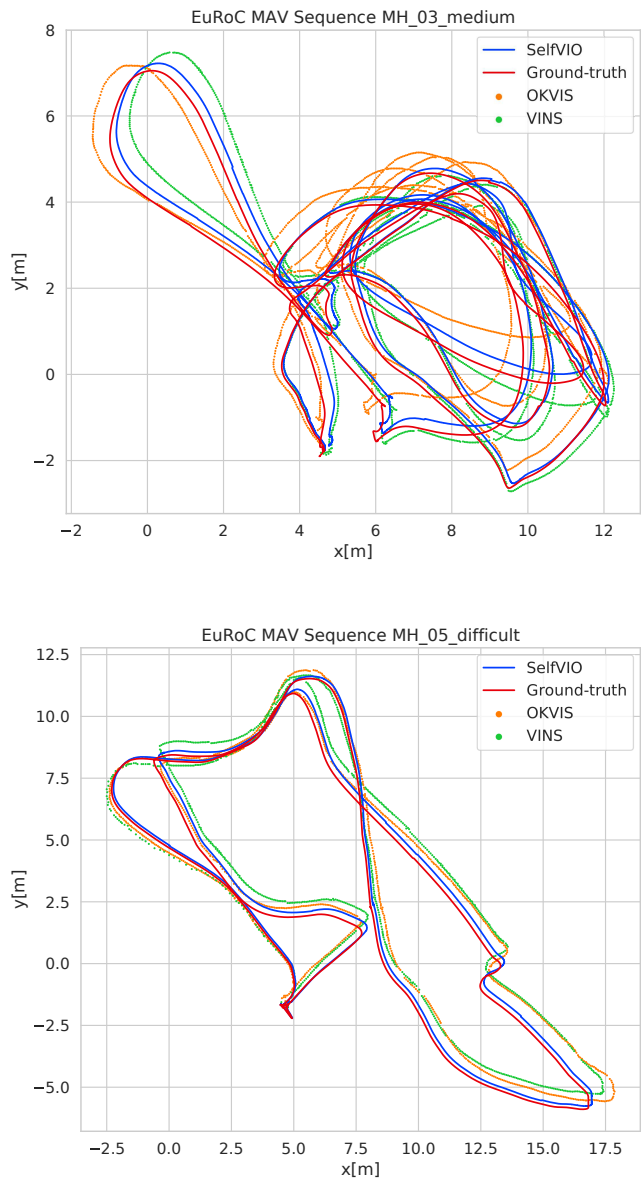 EuRoC MAV Sequence MH_03_medium
SelfVIO
Ground-truth
OKVIS
VINS
8
6
4
2
0
−2
y[m]
−2 0 2 4 6 8 10 12
x[m]
EuRoC MAV Sequence MH_05_difficult
SelfVIO
Ground-truth
OKVIS
VINS
12.5
10.0
7.5
5.0
2.5
0.0
−2.5
−5.0
y[m]
−2.5 0.0 2.5 5.0 7.5 10.0 12.5 15.0 17.5
x[m]